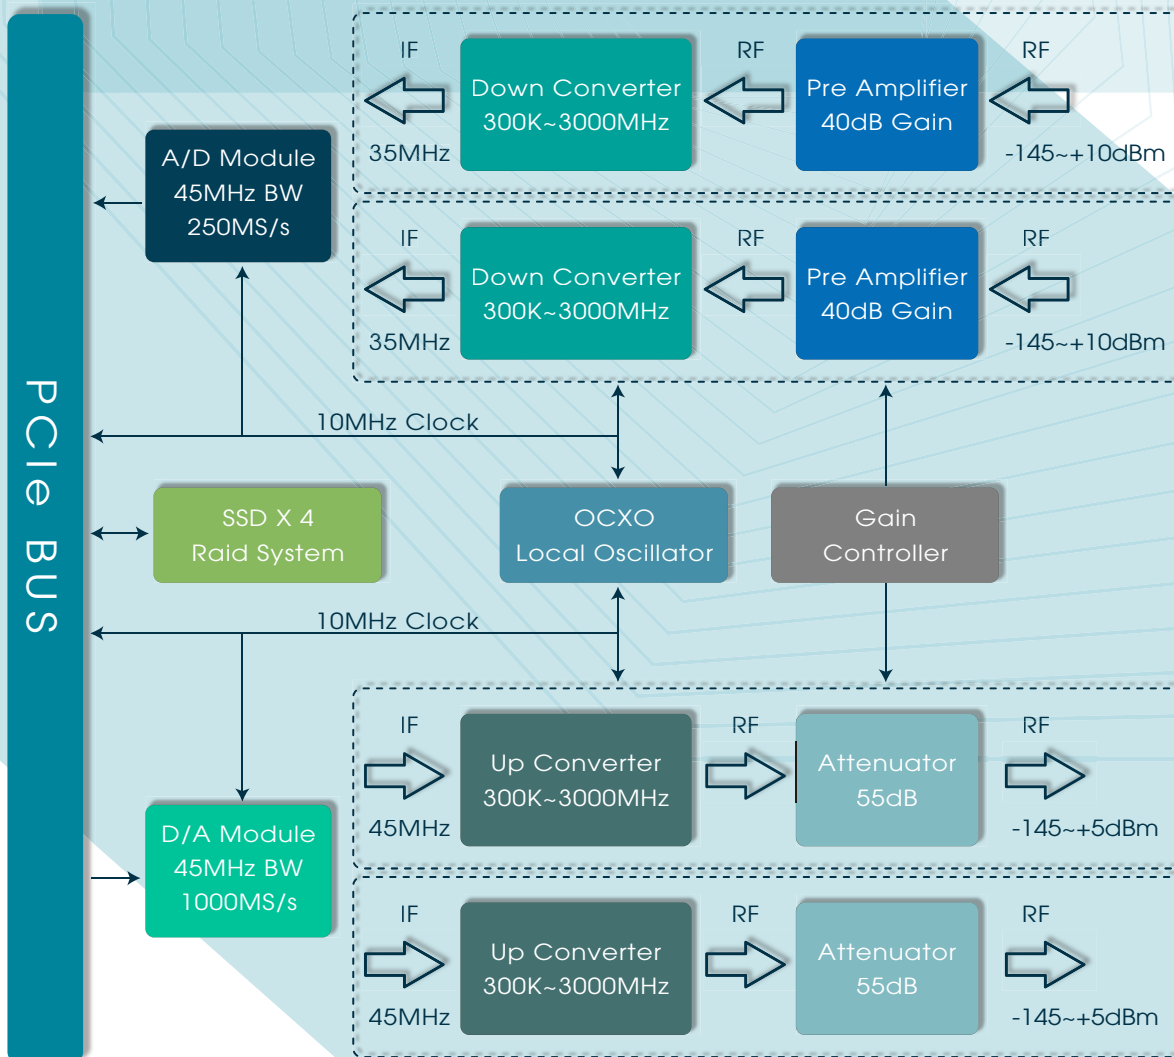 PCIe BUS
IF
Down Converter
300K~3000MHz
RF
Pre Amplifier
40dB Gain
RF
35MHz
-145~+10dBm
A/D Module
45MHz BW
250MS/s
IF
Down Converter
300K~3000MHz
RF
Pre Amplifier
40dB Gain
RF
35MHz
-145~+10dBm
10MHz Clock
SSD X 4
Raid System
OCXO
Local Oscillator
Gain
Controller
10MHz Clock
IF
Up Converter
300K~3000MHz
RF
Attenuator
55dB
RF
45MHz
-145~+5dBm
D/A Module
45MHz BW
1000MS/s
IF
Up Converter
300K~3000MHz
RF
Attenuator
55dB
RF
45MHz
-145~+5dBm